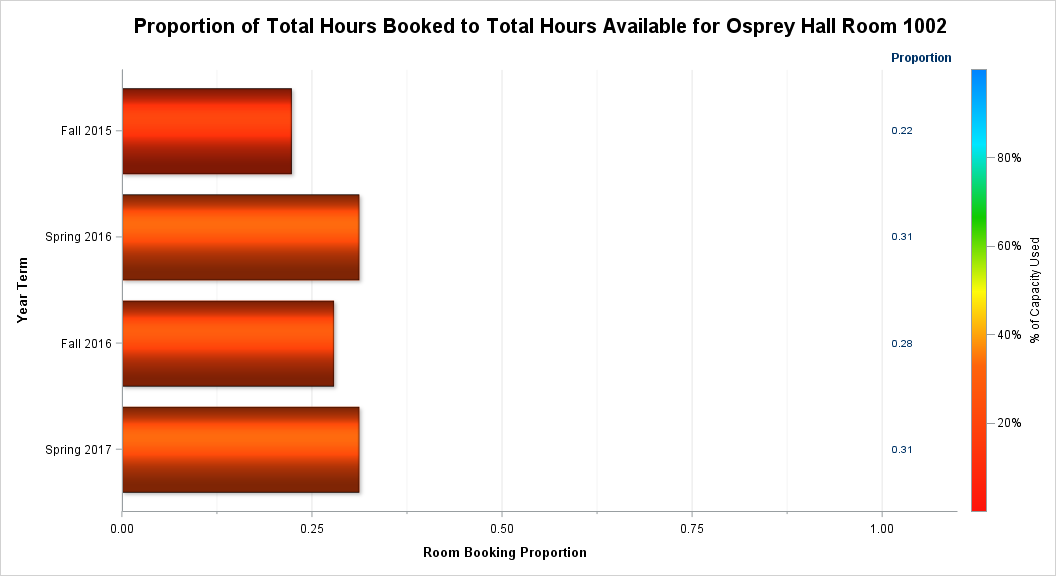 Proportion of Total Hours Booked to Total Hours Available for Osprey Hall Room 1002
Proportion
Fall 2015 0.22
80%
Spring 2016 0.31
60%
Year Term
% of Capacity Used
Fall 2016 0.28
40%
20%
Spring 2017 0.31
0.00 0.25 0.50 0.75 1.00
Room Booking Proportion